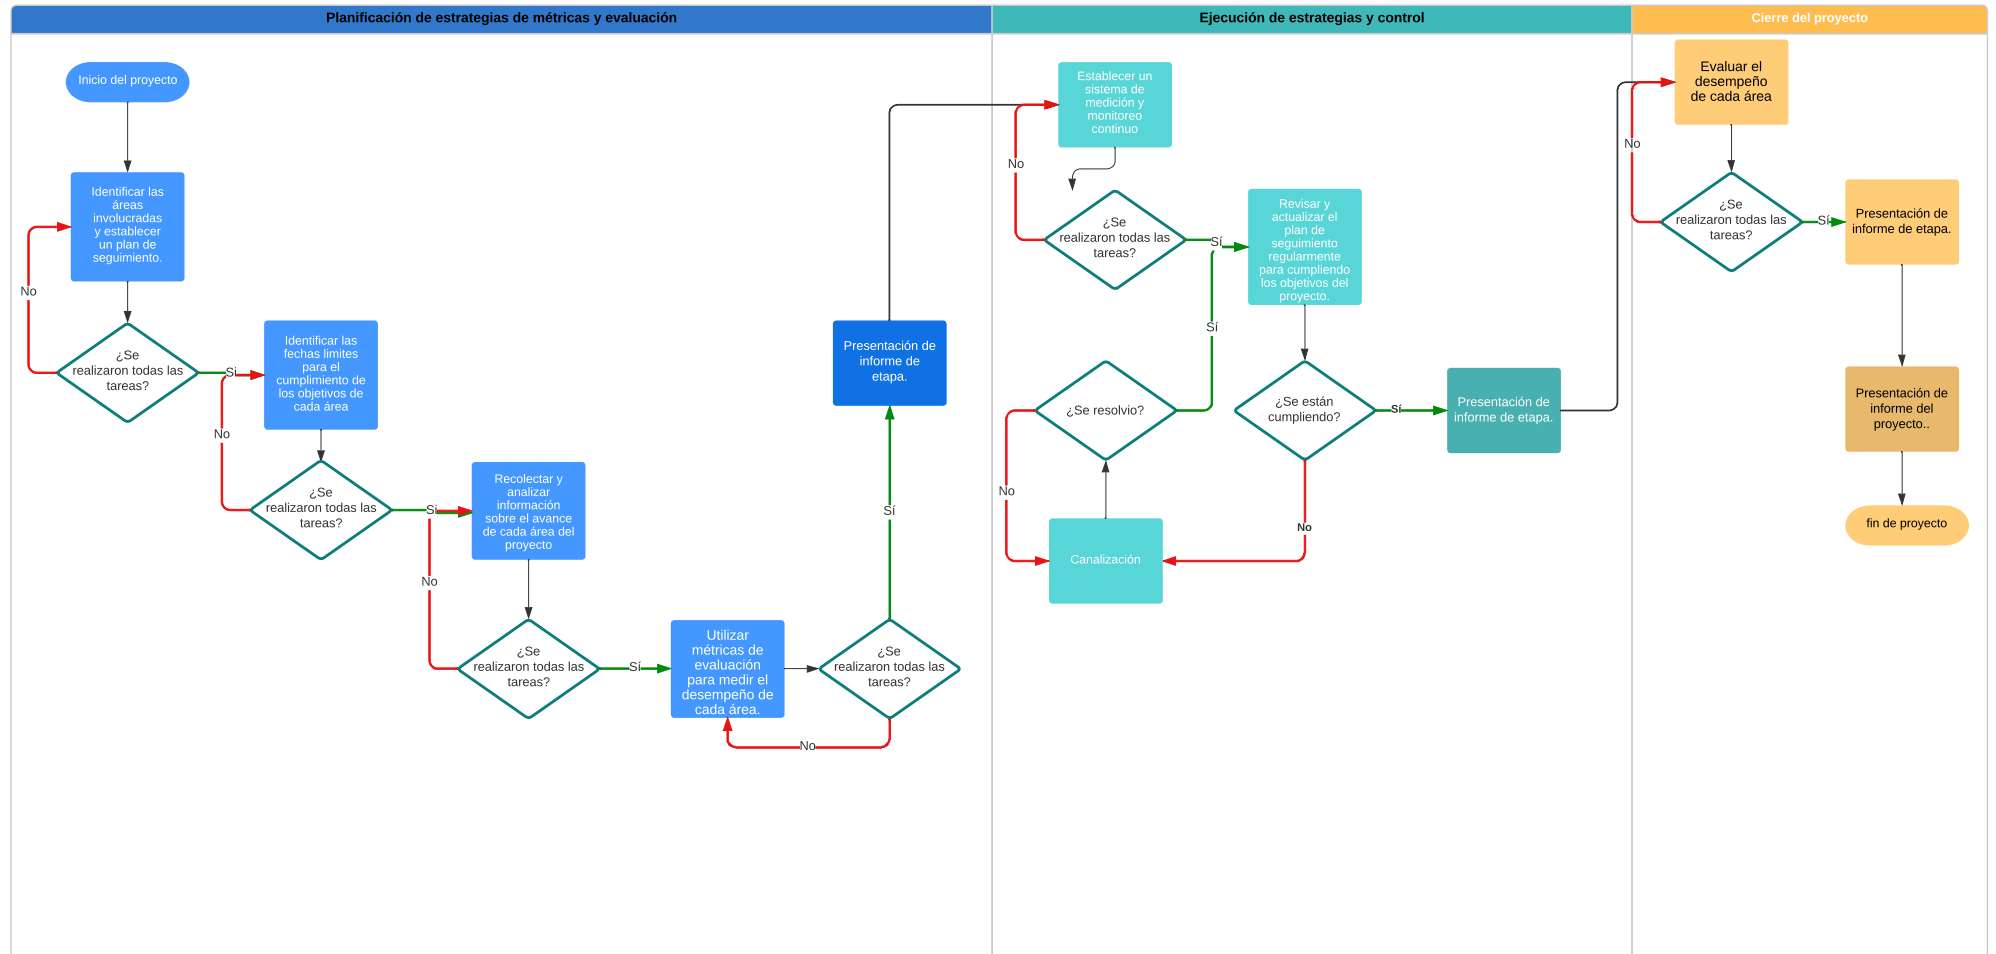 Planificación de estrategias de métricas y evaluación
Inicio del proyecto
Identificar las
áreas
involucradas
y establecer
un plan de
seguimiento.
No
¿Se
realizaron todas las
tareas?
Si
Identificar las
fechas limites
para el
cumplimiento de
los objetivos de
cada área
No
¿Se
realizaron todas las
tareas?
Si
Recolectar y
analizar
información
sobre el avance
de cada área del
proyecto
No
¿Se
realizaron todas las
tareas?
Sí
Utilizar
métricas de
evaluación
para medir el
desempeño de
cada área.
¿Se
realizaron todas las
tareas?
No
Sí
Presentación de
informe de
etapa.
Ejecución de estrategias y control
Establecer un
sistema de
medición y
monitoreo
continuo
No
¿Se
realizaron todas las
tareas?
Sí
Revisar y
actualizar el
plan de
seguimiento
regularmente
para cumpliendo
los objetivos del
proyecto.
Sí
¿Se resolvio?
¿Se están
cumpliendo?
Sí
Presentación de
informe de etapa.
No
No
Canalización
Cierre del proyecto
Evaluar el
desempeño
de cada área
No
¿Se
realizaron todas las
tareas?
Sí
Presentación de
informe de etapa.
Presentación de
informe del
proyecto..
fin de proyecto